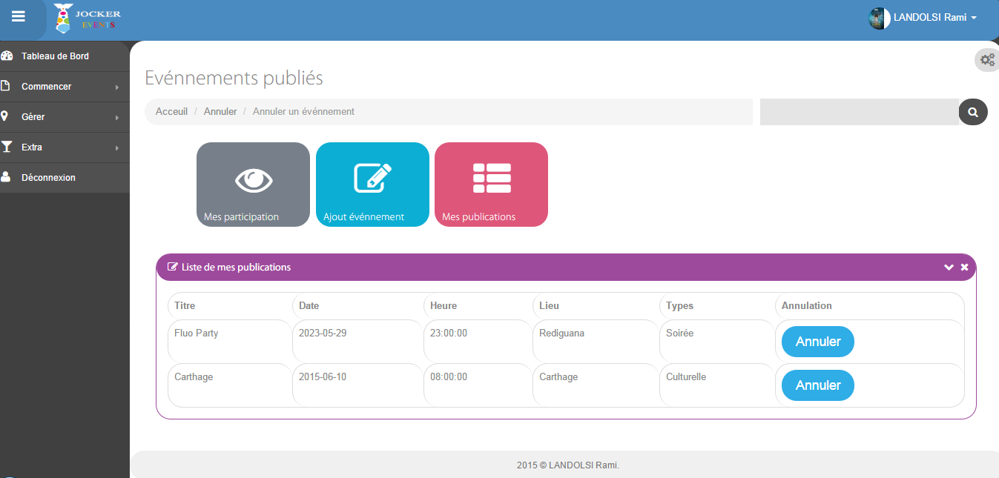 JOCKER
EVENTS
LANDOLSI Rami
Tableau de Bord
Commencer
Gérer
Extra
Déconnexion
Evénnements publiés
Acceuil / Annuler / Annuler un événnement
Mes participation
Ajout événnement
Mes publications
Liste de mes publications
Titre Date Heure Lieu Types Annulation
Fluo Party 2023-05-29 23:00:00 Rediguana Soirée Annuler
Carthage 2015-06-10 08:00:00 Carthage Culturelle Annuler
2015 © LANDOLSI Rami.